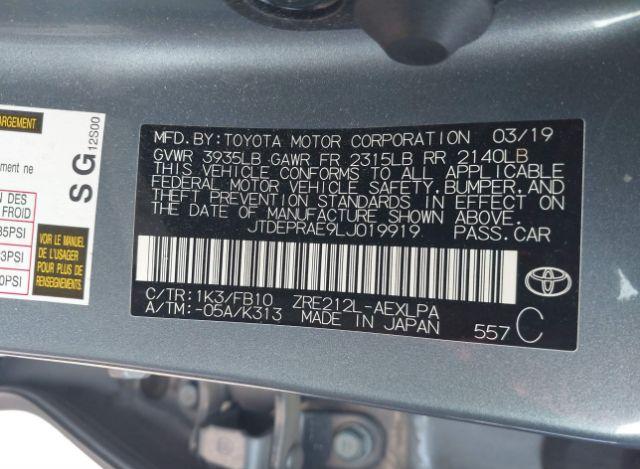 ARGEMENT
ment ne
N DES
FROID
35PSI
3PSI
0PSI
SG 12S00
VOIR LE MANUEL
POUR PLUS DE
RENSEIGNEMENTS
MFD. BY: TOYOTA MOTOR CORPORATION 03/19
GVWR 3935LB GAWR FR 2315LB RR 2140LB
THIS VEHICLE CONFORMS TO ALL APPLICABLE
FEDERAL MOTOR VEHICLE SAFETY, BUMPER, AND
THEFT PREVENTION STANDARDS IN EFFECT ON
THE DATE OF MANUFACTURE SHOWN ABOVE.
JTDEPRAE9LJ019919 PASS. CAR
C/TR: 1K3/FB10 ZRE212L-AEXLPA
A/TM: -05A/K313 MADE IN JAPAN 557 C
TOYOTA